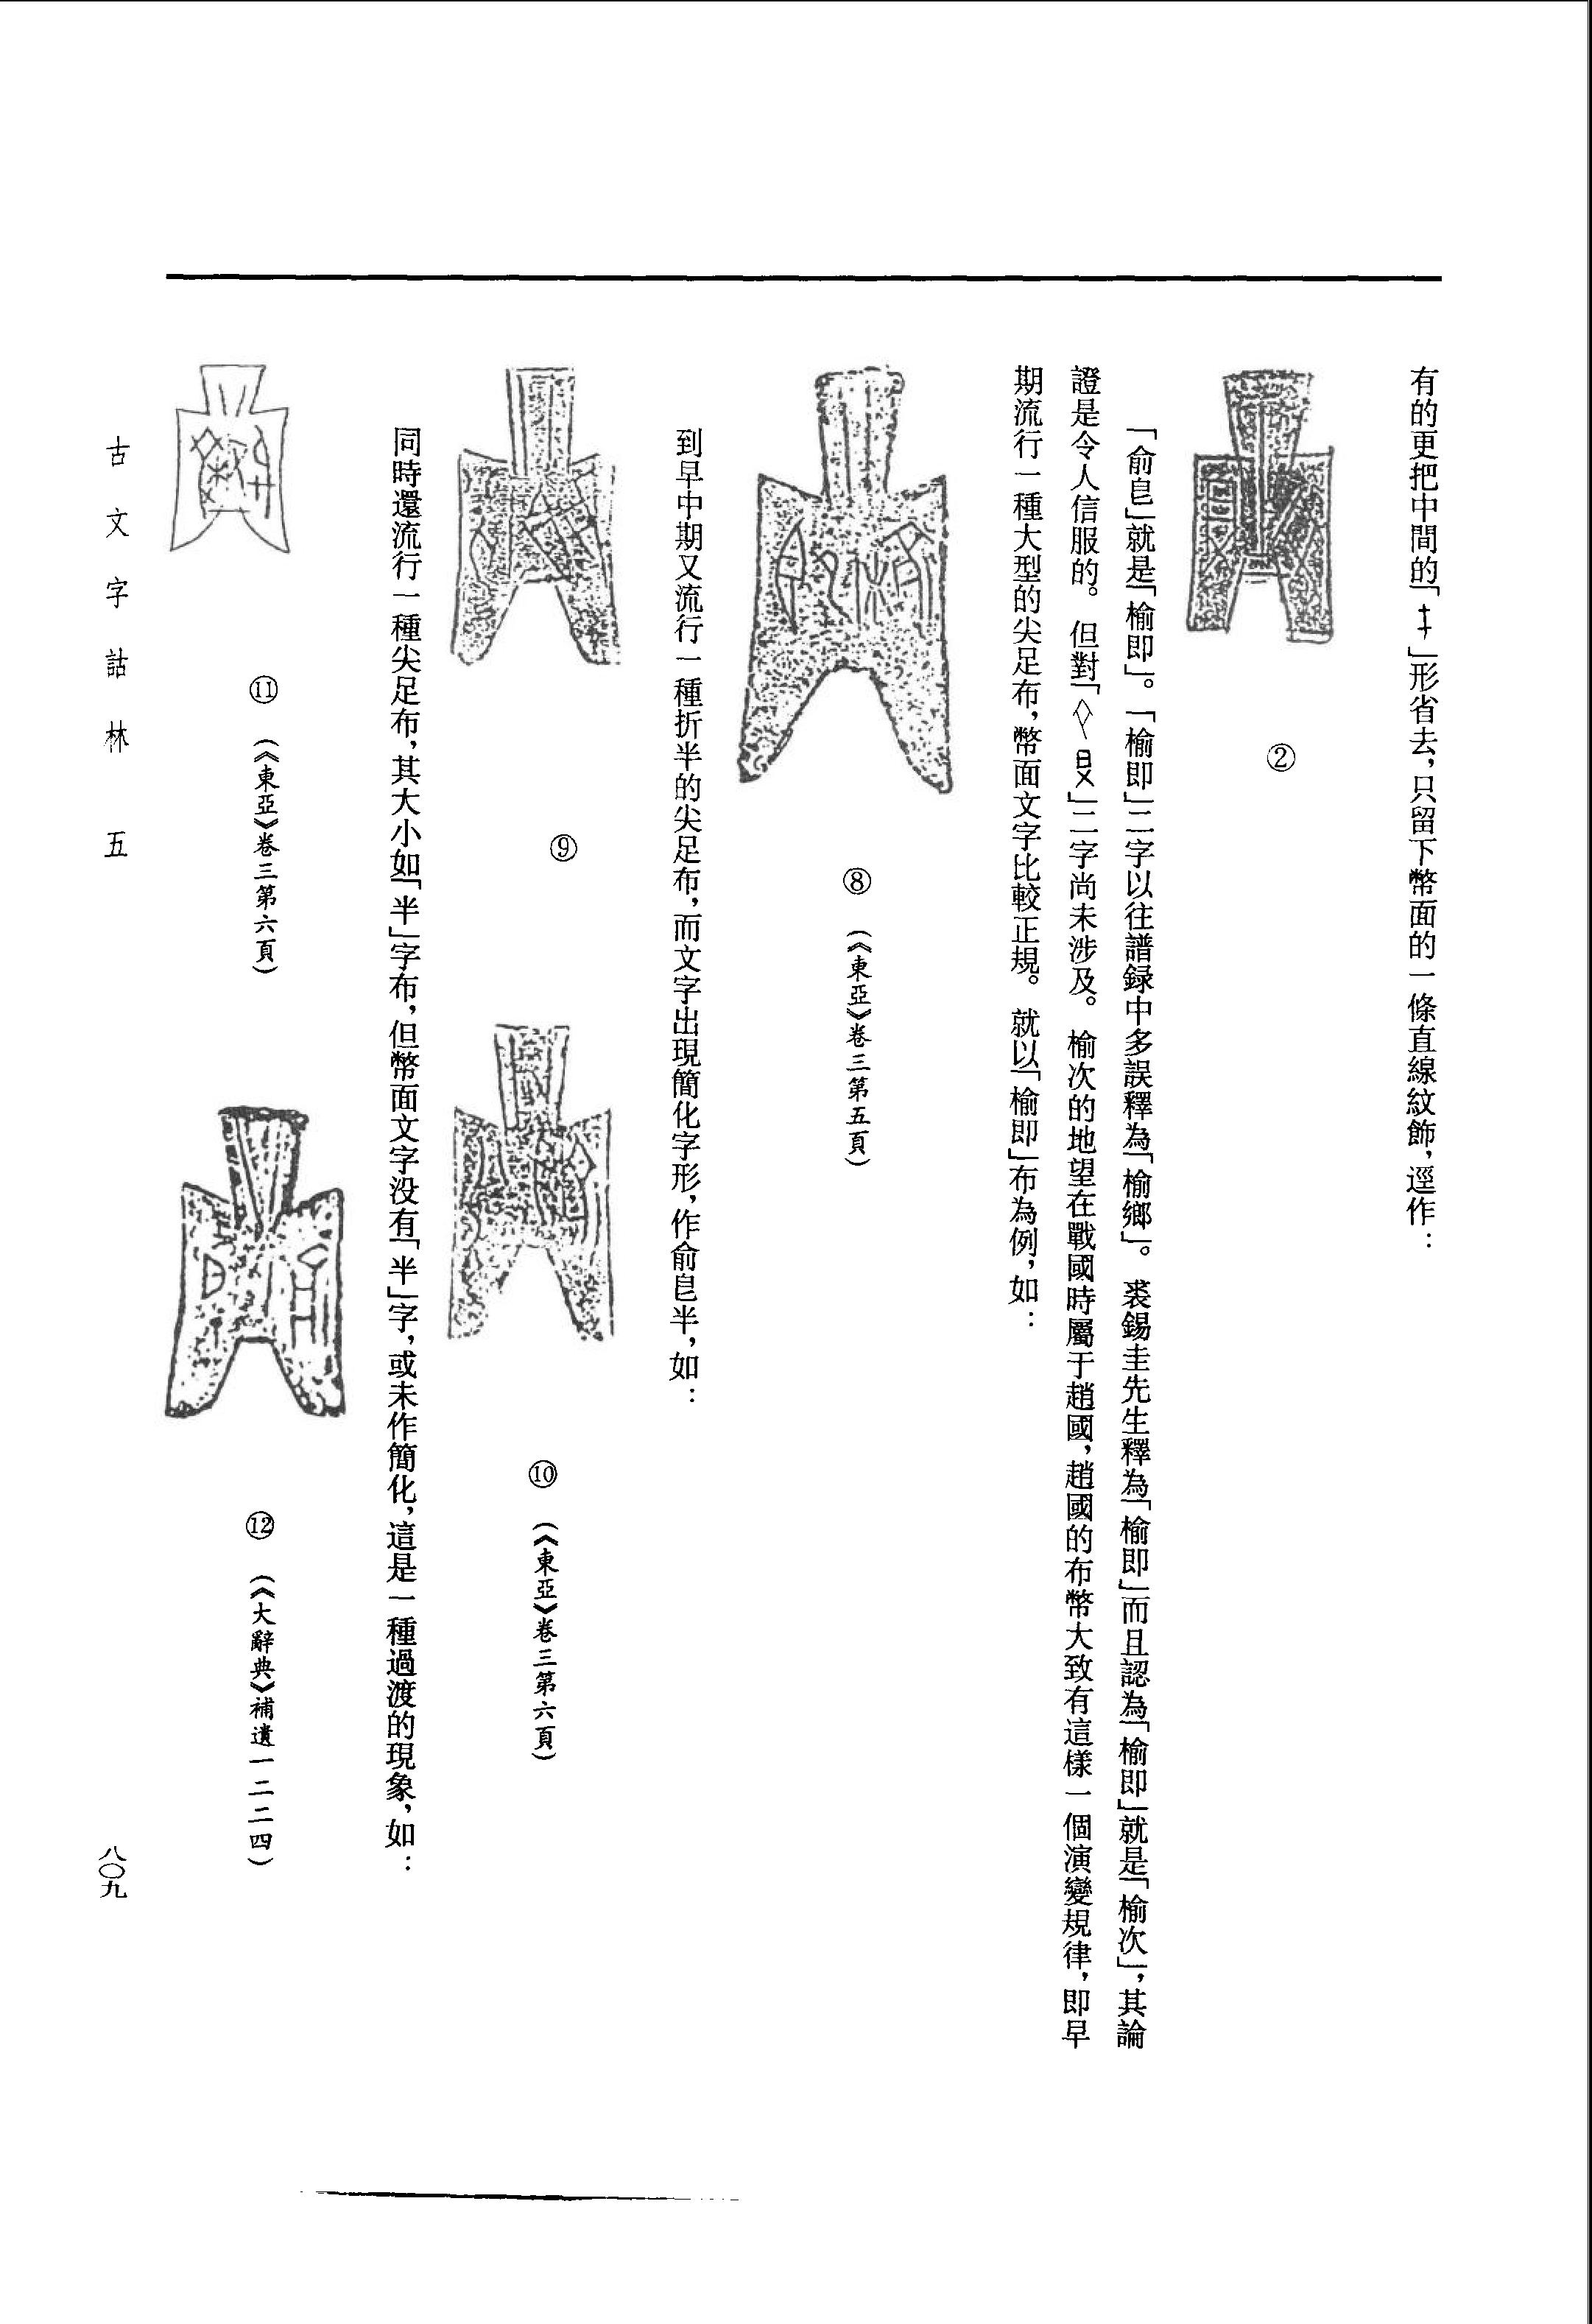 有的更把中間的「」形省去，只留下幣面的一條直線紋飾，逕作：
②
「俞皀」就是「榆即」。「榆即」二字以往譜録中多誤釋為「榆鄉」。裘錫圭先生釋為「榆即」而且認為「榆即」就是「榆次」，其論
證是令人信服的。但對「」二字尚未涉及。榆次的地望在戰國時屬于趙國，趙國的布幣大致有這樣一個演變規律，即早
期流行一種大型的尖足布，幣面文字比較正規。就以「榆即」布為例，如：
⑧（《東亞》卷三第五頁）
到早中期又流行一種折半的尖足布，而文字出現簡化字形，作俞皀半，如：
⑨
⑩（《東亞》卷三第六頁）
同時還流行一種尖足布，其大小如「半」字布，但幣面文字没有「半」字，或未作簡化，這是一種過渡的現象，如：
⑪（《東亞》卷三第六頁）
⑫（《大辭典》補遺一二二四）
古文字詁林 五
八〇九